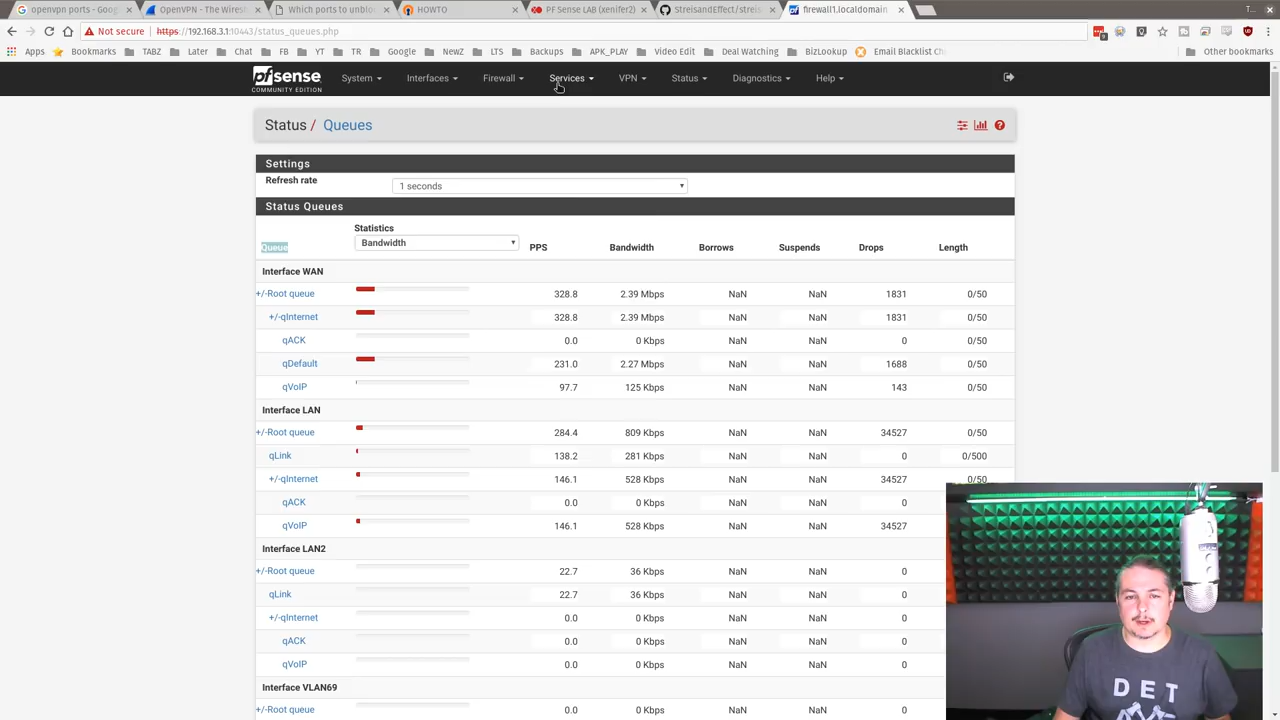 openvpn ports - Goog
OpenVPN - The Wiresh
Which ports to unblo
HOWTO
PF Sense LAB (xenifer2)
StreisandEffect/streis
firewall1.localdomain
T...
Not secure
https://192.168.3.1:10443/status_queues.php
Apps Bookmarks TABZ Later Chat FB YT TR Google NewZ LTS Backups APK_PLAY Video Edit Deal Watching BizLookup Email Blacklist Ch Other bookmarks
pfsense
COMMUNITY EDITION
System Interfaces Firewall Services VPN Status Diagnostics Help
Status / Queues
Settings
Refresh rate 1 seconds
Status Queues
Statistics
Queue Bandwidth PPS Bandwidth Borrows Suspends Drops Length
Interface WAN
+/-Root queue 328.8 2.39 Mbps NaN NaN 1831 0/50
+/-qInternet 328.8 2.39 Mbps NaN NaN 1831 0/50
qACK 0.0 0 Kbps NaN NaN 0 0/50
qDefault 231.0 2.27 Mbps NaN NaN 1688 0/50
qVoIP 97.7 125 Kbps NaN NaN 143 0/50
Interface LAN
+/-Root queue 284.4 809 Kbps NaN NaN 34527 0/50
qLink 138.2 281 Kbps NaN NaN 0 0/500
+/-qInternet 146.1 528 Kbps NaN NaN 34527 0/50
qACK 0.0 0 Kbps NaN NaN 0
qVoIP 146.1 528 Kbps NaN NaN 34527
Interface LAN2
+/-Root queue 22.7 36 Kbps NaN NaN 0
qLink 22.7 36 Kbps NaN NaN 0
+/-qInternet 0.0 0 Kbps NaN NaN 0
qACK 0.0 0 Kbps NaN NaN 0
qVoIP 0.0 0 Kbps NaN NaN 0
Interface VLAN69
+/-Root queue 0.0 0 Kbps NaN NaN 0
DET